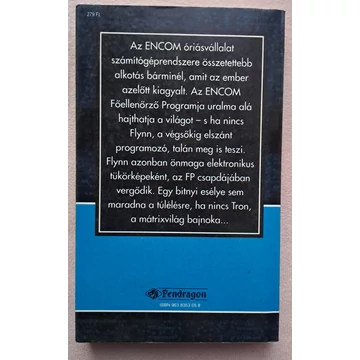 278 Ft
Az ENCOM óriásvállalat
számítógéprendszere összetettebb
alkotás bárminél, amit az ember
azelőtt kiagyalt. Az ENCOM
Főellenőrző Programja uralma alá
hajthatja a világot – s ha nincs
Flynn, a végsőkig elszánt
programozó, talán meg is teszi.
Flynn azonban önmaga elektronikus
tükörképeként, az FP csapdájában
vergődik. Egy bitnyi esélye sem
maradna a túlélésre, ha nincs Tron,
a mátrixvilág bajnoka...
Pendragon